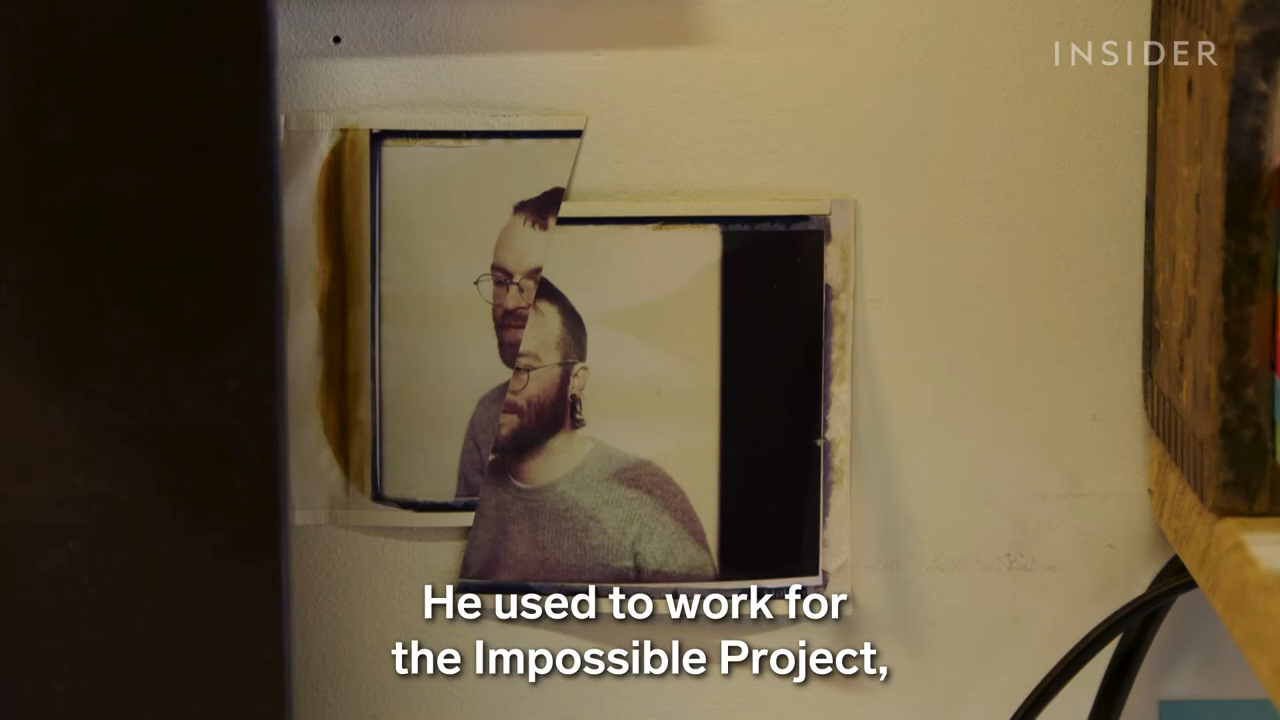 INSIDER
He used to work for
the Impossible Project,